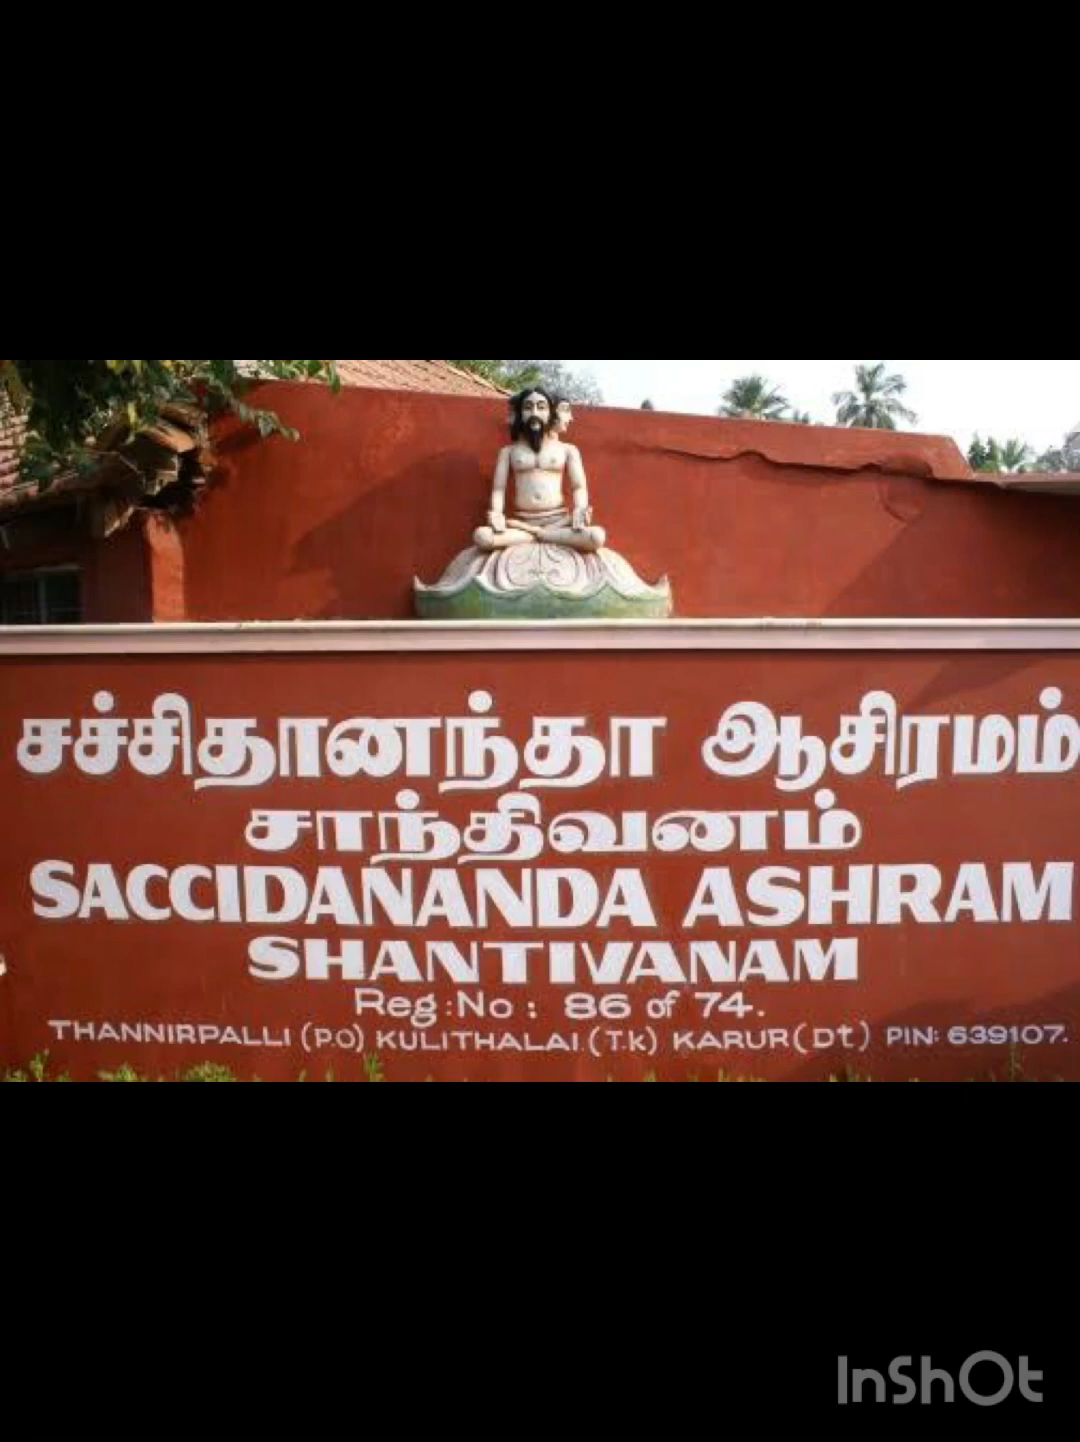 சச்சிதானந்தா ஆசிரமம்
சாந்திவனம்
SACCIDANANDA ASHRAM
SHANTIVANAM
Reg:No: 86 of 74.
THANNIRPALLI (P.O) KULITHALAI.(T.k) KARUR(Dt) PIN: 639107.
InShOt